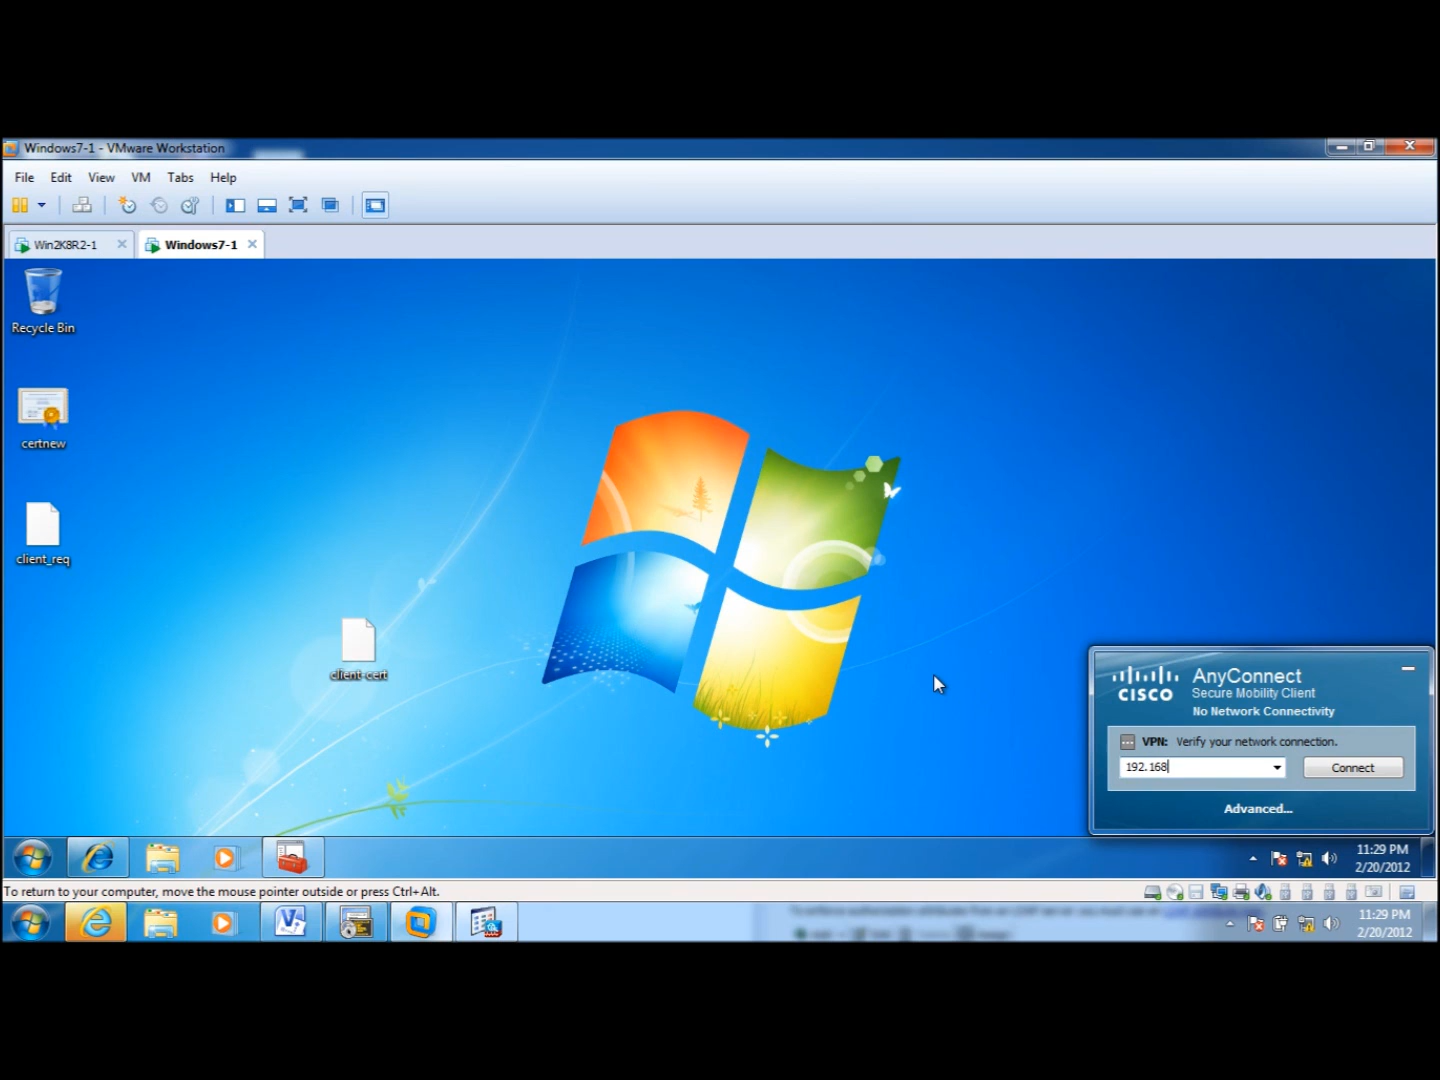 Windows7-1 - VMware Workstation
File Edit View VM Tabs Help
Win2K8R2-1
Windows7-1
Recycle Bin
certnew
client_req
client-cert
CISCO
AnyConnect
Secure Mobility Client
No Network Connectivity
VPN: Verify your network connection.
192.168
Connect
Advanced...
11:29 PM
2/20/2012
To return to your computer, move the mouse pointer outside or press Ctrl+Alt.
11:29 PM
2/20/2012